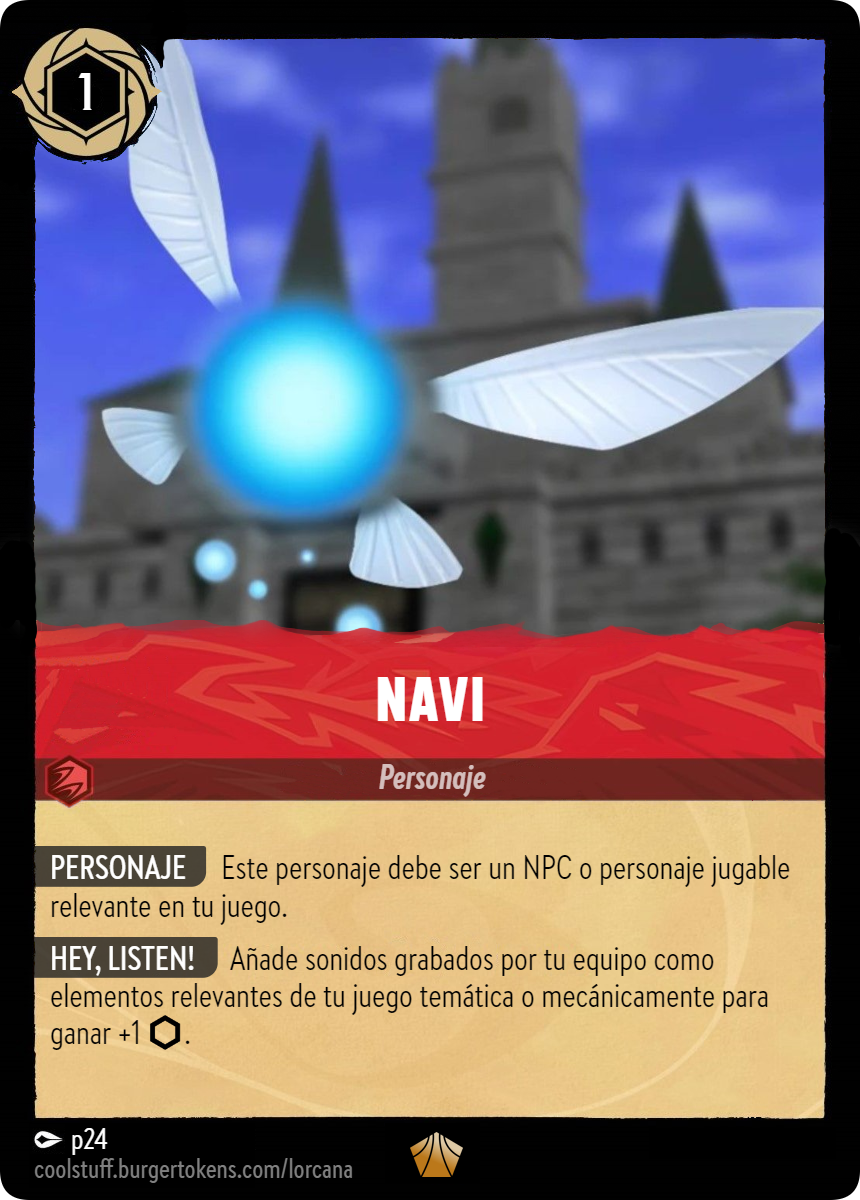 1
NAVI
Personaje
PERSONAJE Este personaje debe ser un NPC o personaje jugable
relevante en tu juego.
HEY, LISTEN! Añade sonidos grabados por tu equipo como
elementos relevantes de tu juego temática o mecánicamente para
ganar +1 .
p24
coolstuff.burgertokens.com/lorcana